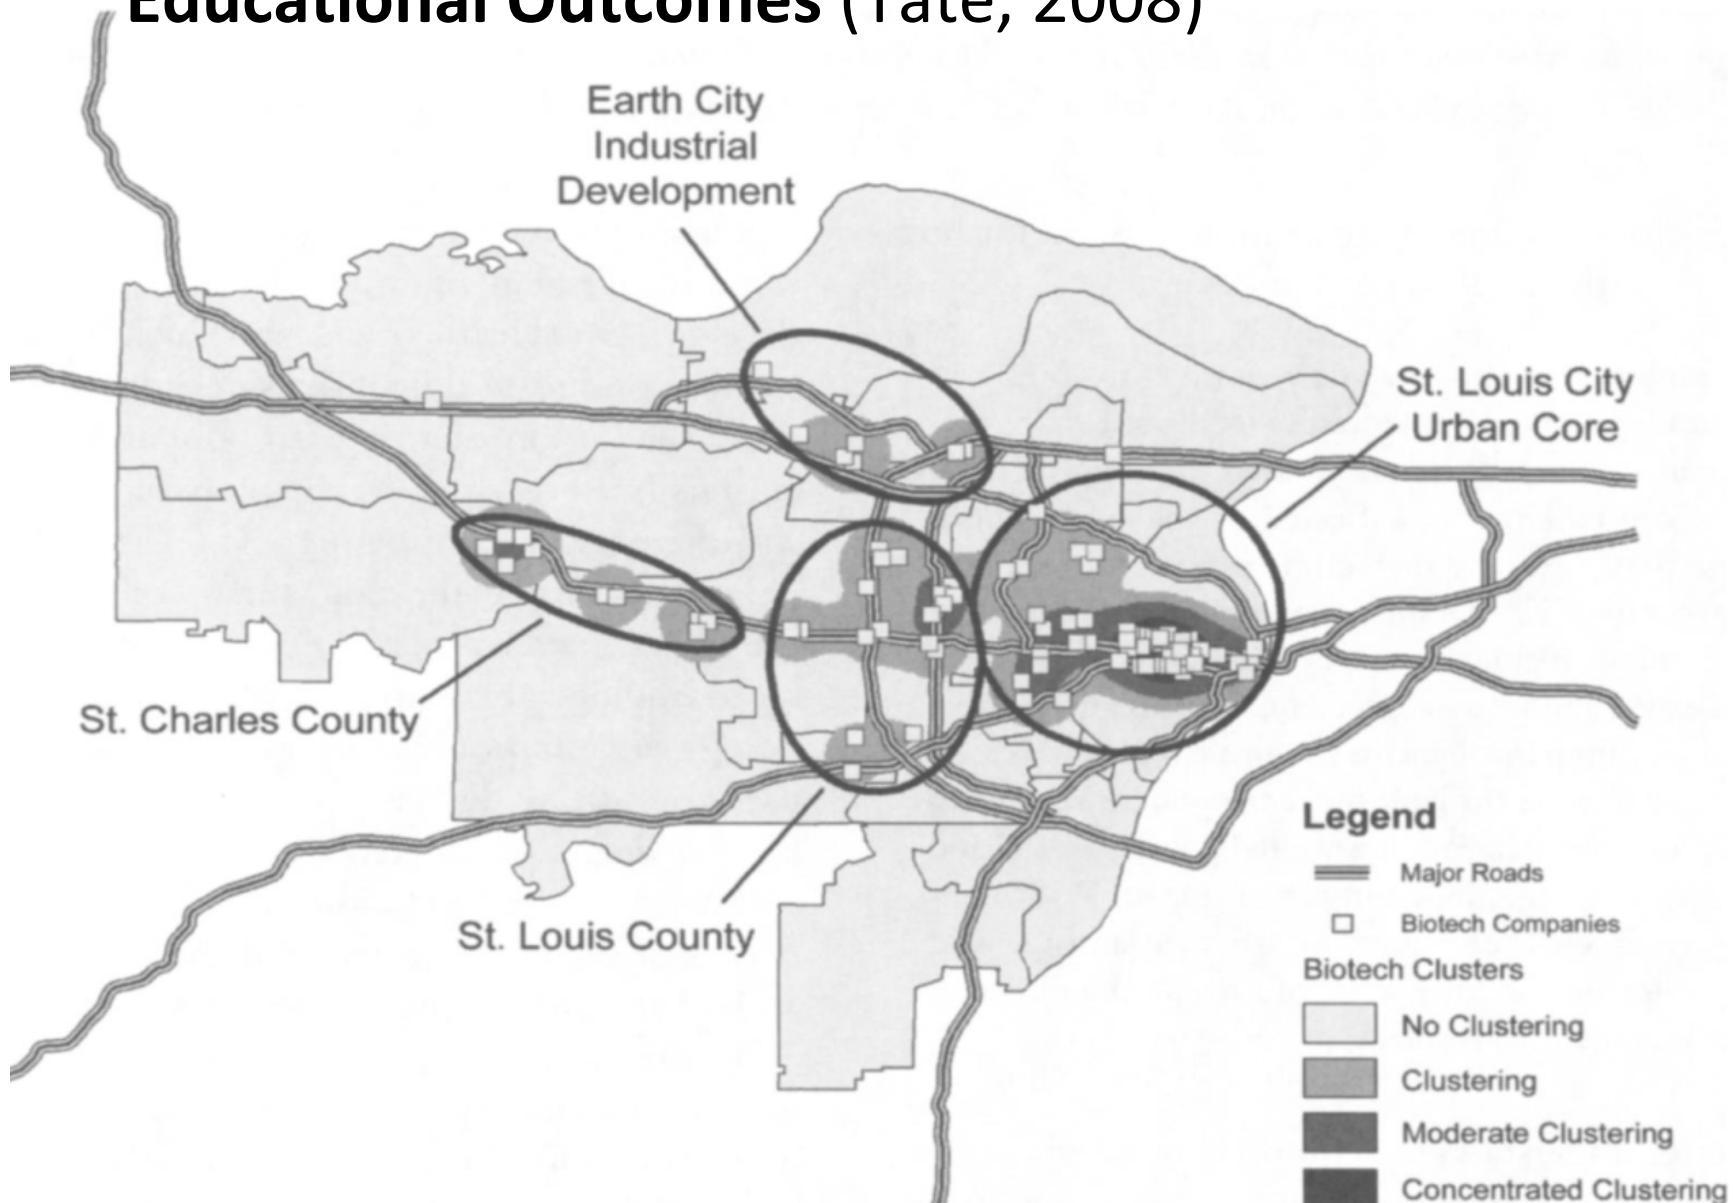 Educational Outcomes (Tate, 2008)
Earth City
Industrial
Development
St. Louis City
Urban Core
St. Charles County
St. Louis County
Legend
Major Roads
Biotech Companies
Biotech Clusters
No Clustering
Clustering
Moderate Clustering
Concentrated Clustering